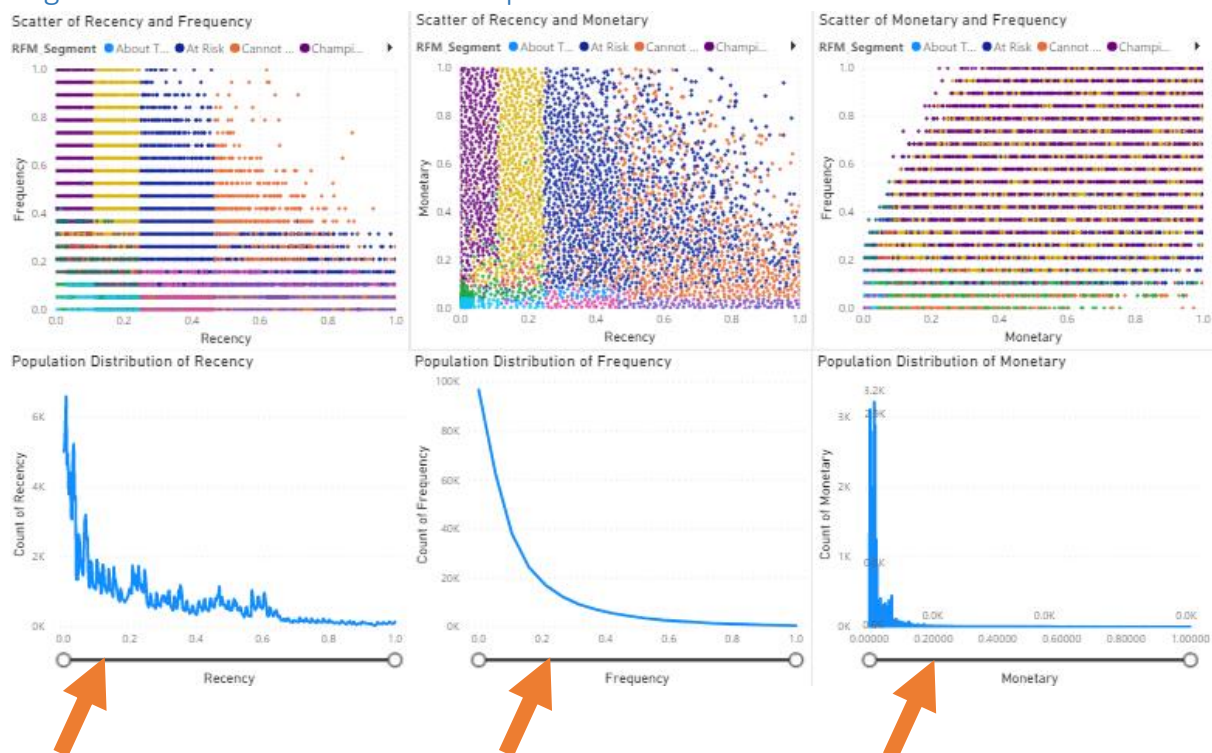 Scatter of Recency and Frequency
RFM_Segment About T... At Risk Cannot ... Champi...
1.0
0.8
0.6
0.4
0.2
0.0
Frequency
0.0 0.2 0.4 0.6 0.8 1.0
Recency
Scatter of Recency and Monetary
RFM_Segment About T... At Risk Cannot ... Champi...
1.0
0.8
0.6
0.4
0.2
0.0
Monetary
0.0 0.2 0.4 0.6 0.8 1.0
Recency
Scatter of Monetary and Frequency
RFM_Segment About T... At Risk Cannot ... Champi...
1.0
0.8
0.6
0.4
0.2
0.0
Frequency
0.0 0.2 0.4 0.6 0.8 1.0
Monetary
Population Distribution of Recency
6K
4K
2K
0K
Count of Recency
0.0 0.2 0.4 0.6 0.8 1.0
Recency
Population Distribution of Frequency
100K
80K
60K
40K
20K
0K
Count of Frequency
0.0 0.2 0.4 0.6 0.8 1.0
Frequency
Population Distribution of Monetary
3.2K
3K
2K
1K
0K
Count of Monetary
0.0K 0.0K 0.0K
0.00000 0.20000 0.40000 0.60000 0.80000 1.00000
Monetary